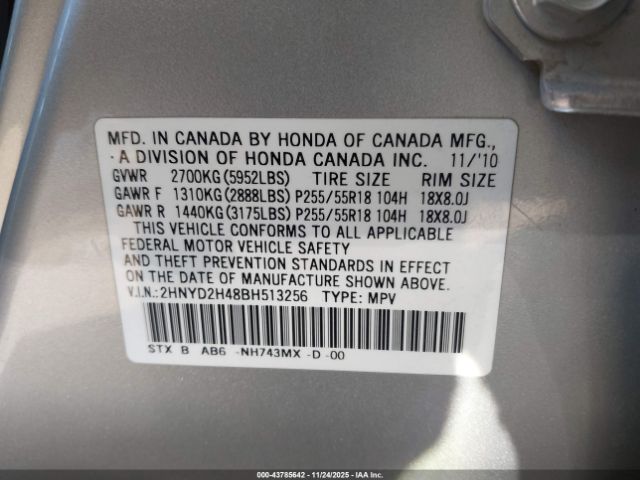 MFD. IN CANADA BY HONDA OF CANADA MFG.,
·A DIVISION OF HONDA CANADA INC. 11/'10
GVWR 2700KG(5952LBS) TIRE SIZE RIM SIZE
GAWR F 1310KG(2888LBS) P255/55R18 104H 18X8.0J
GAWR R 1440KG(3175LBS) P255/55R18 104H 18X8.0J
THIS VEHICLE CONFORMS TO ALL APPLICABLE
FEDERAL MOTOR VEHICLE SAFETY
AND THEFT PREVENTION STANDARDS IN EFFECT
ON THE DATE OF MANUFACTURE SHOWN ABOVE.
V.I.N.: 2HNYD2H48BH513256 TYPE: MPV
STX B AB6 -NH743MX -D -00
000-43785642 - 11/24/2025 - IAA Inc.